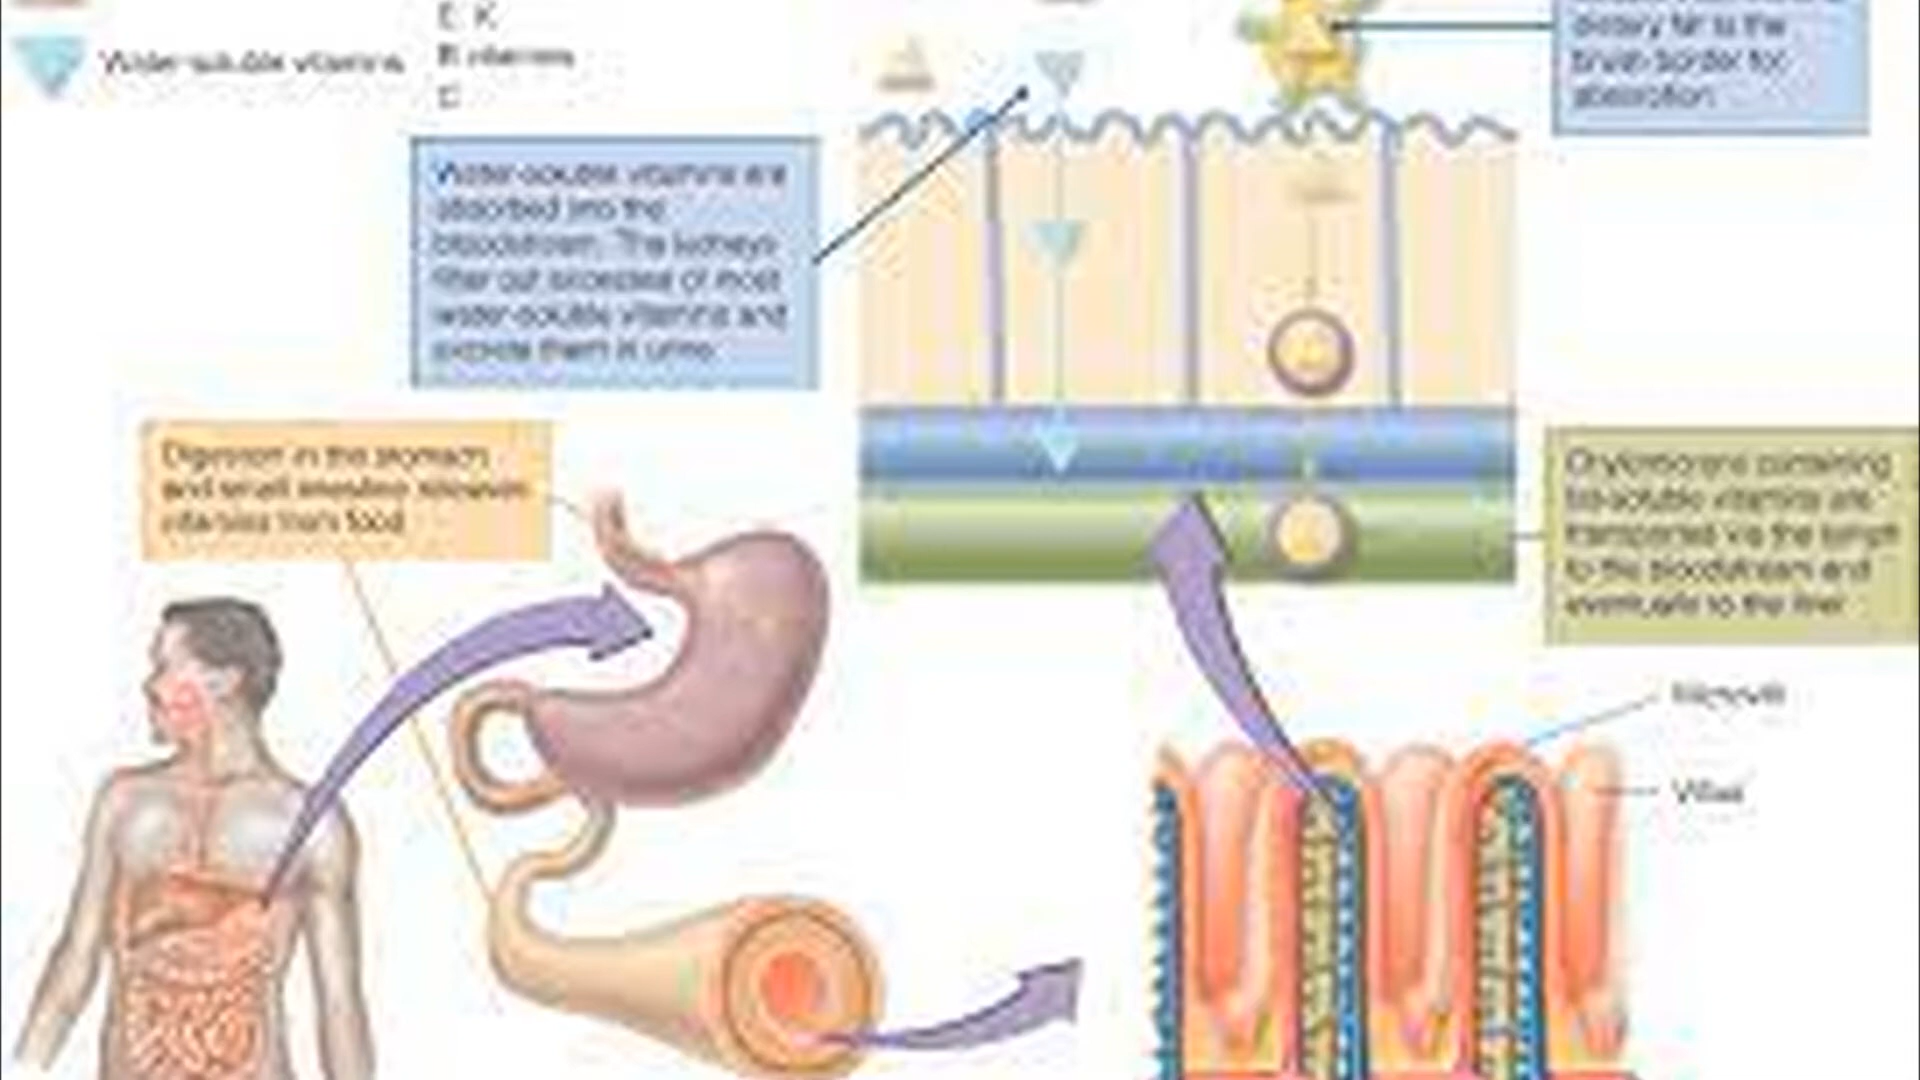 E K
Water-soluble vitamins
B vitamins
C
dietary fat to the
brush border for
absorption.
Water-soluble vitamins are
absorbed into the
bloodstream. The kidneys
filter out excesses of most
water-soluble vitamins and
excrete them in urine.
Digestion in the stomach
and small intestine releases
vitamins from food.
Chylomicrons containing
fat-soluble vitamins are
transported via the lymph
to the bloodstream and
eventually to the liver.
Microvilli
Villus